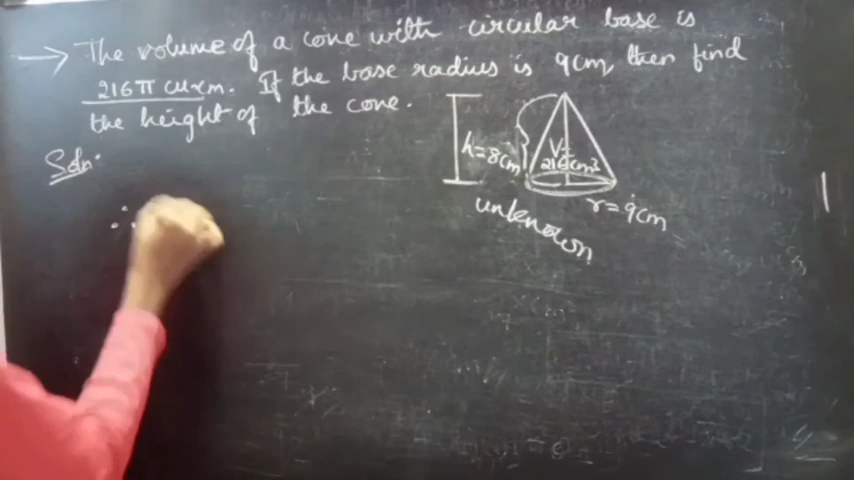 → The volume of a cone with circular base is
216π cu.cm. If the base radius is 9cm, then find
the height of the cone.
Soln:
h=8cm
V=
216cm³
r=9cm
unknown
∴